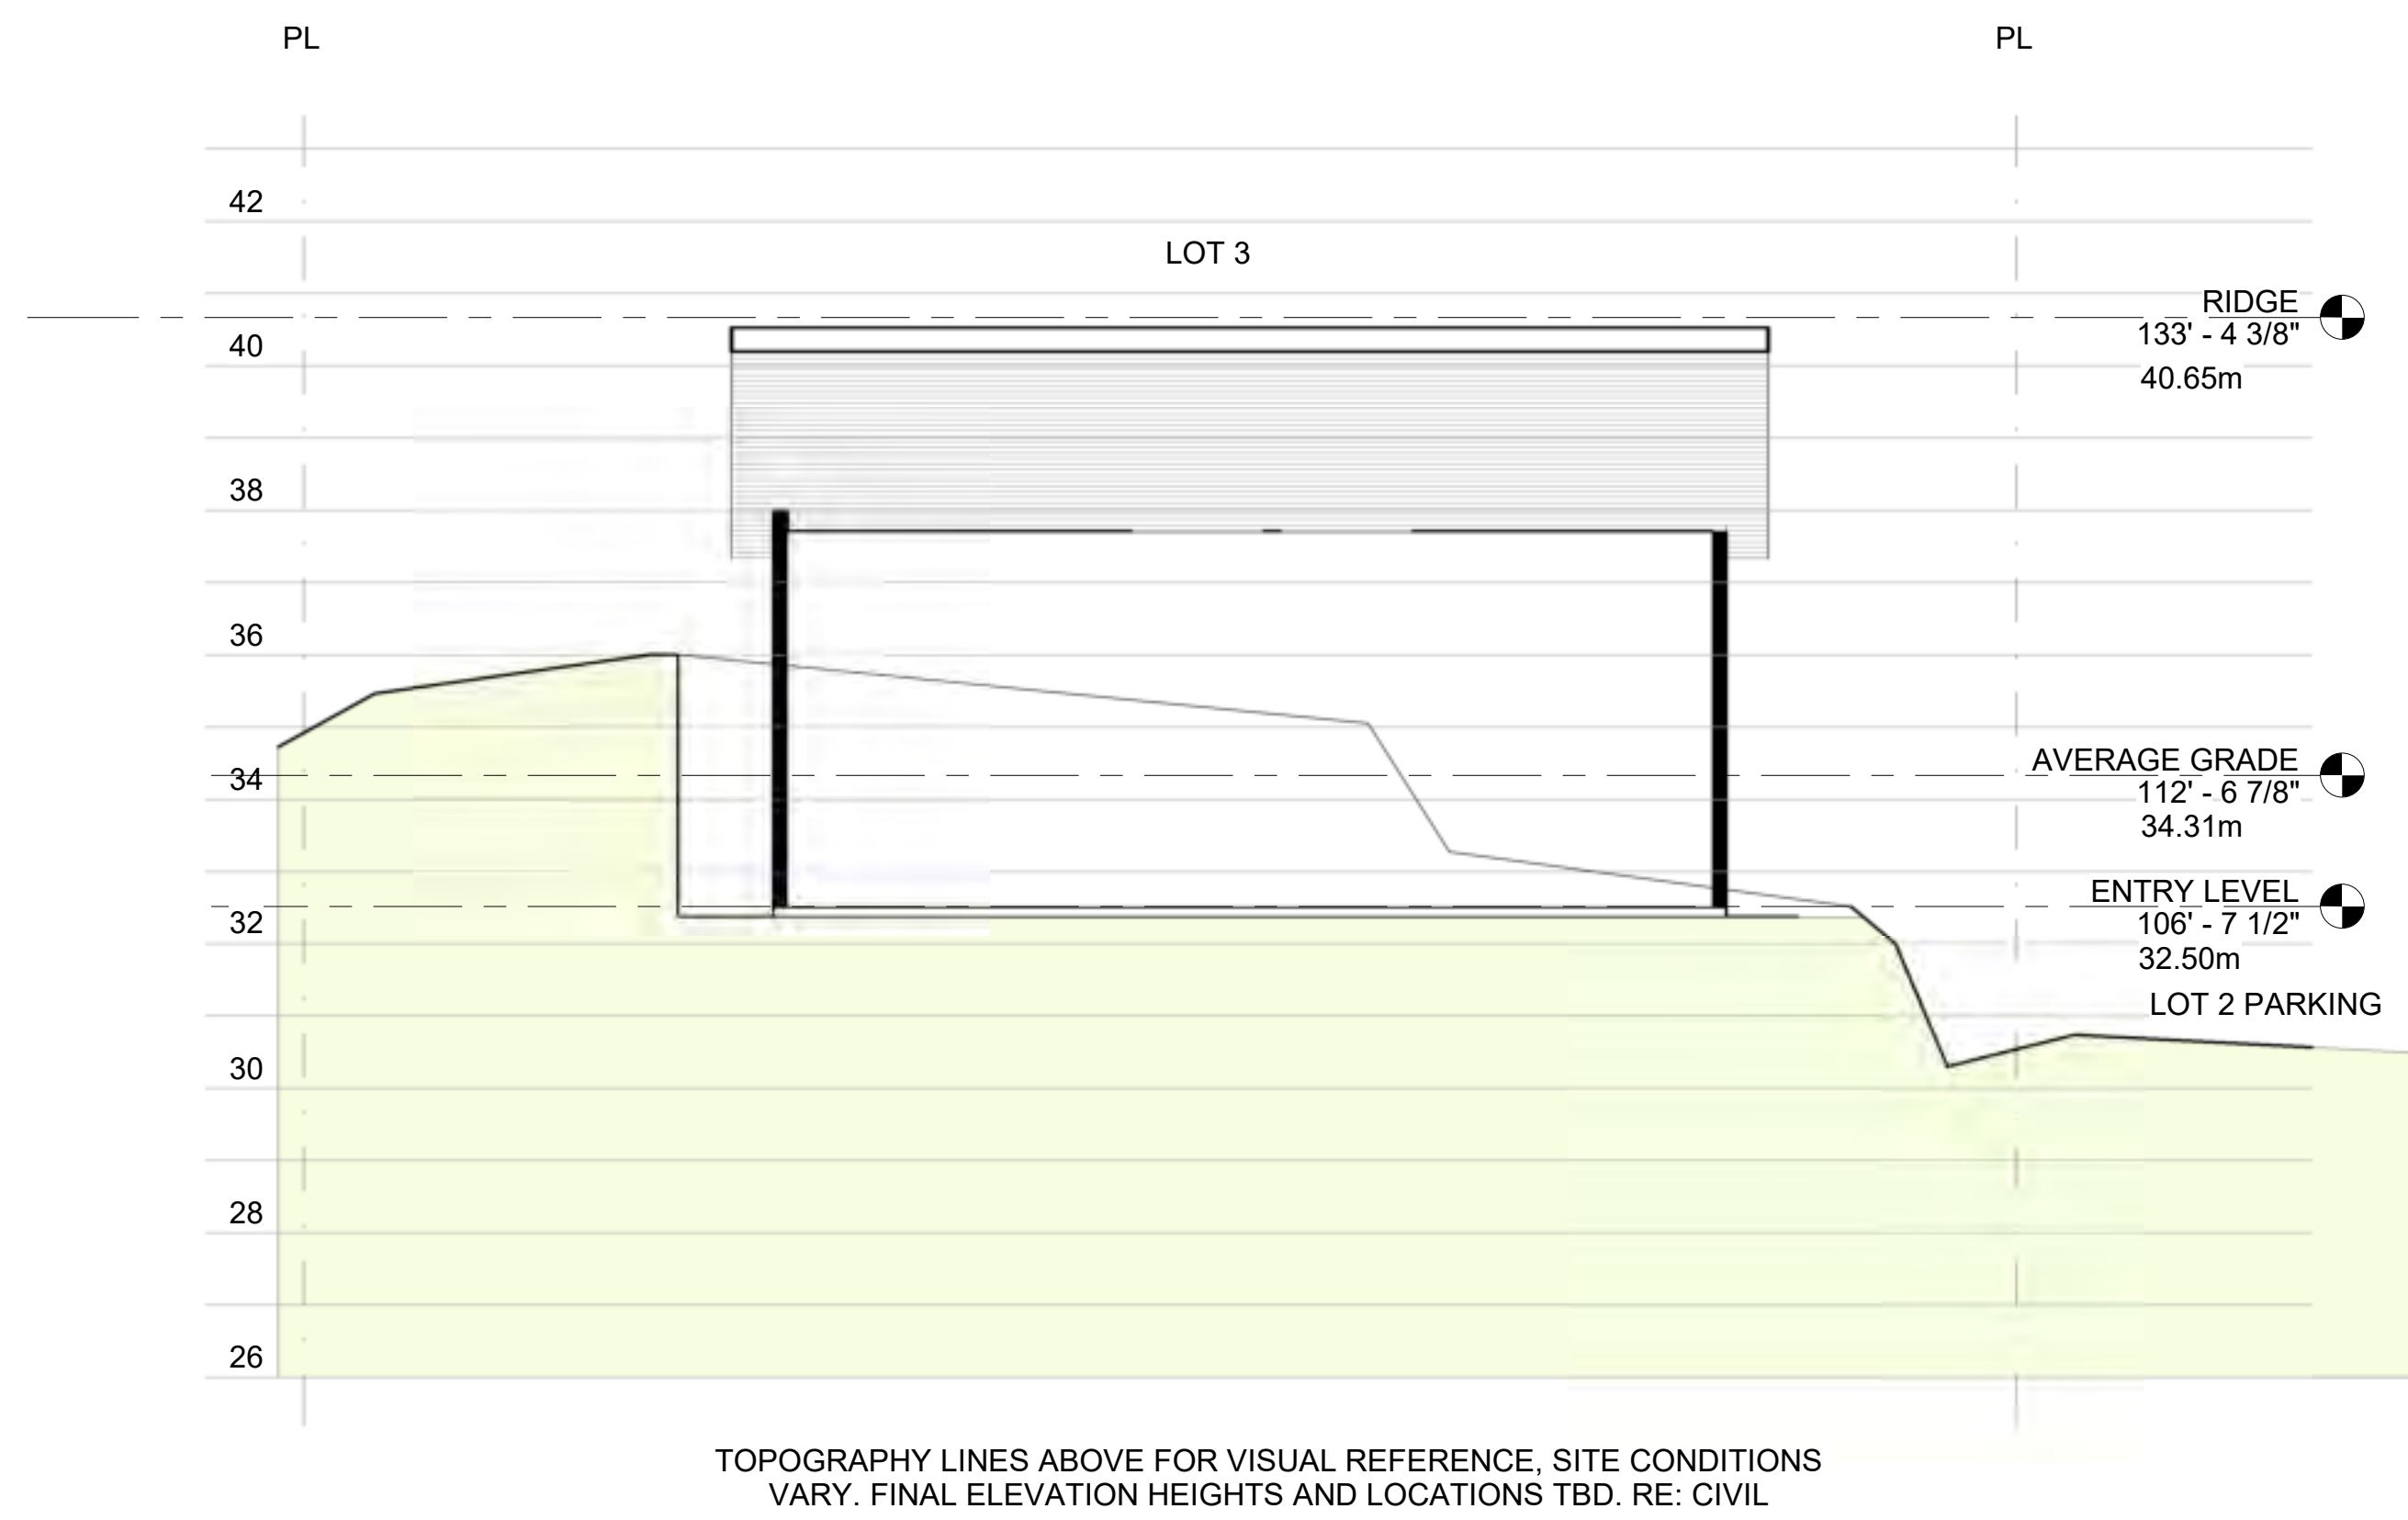 PL
PL
42
LOT 3
RIDGE
133' - 4 3/8"
40
40.65m
38
36
AVERAGE GRADE
34
112' - 6 7/8"
34.31m
ENTRY LEVEL
32
106' - 7 1/2"
32.50m
LOT 2 PARKING
30
28
26
TOPOGRAPHY LINES ABOVE FOR VISUAL REFERENCE, SITE CONDITIONS
VARY. FINAL ELEVATION HEIGHTS AND LOCATIONS TBD. RE: CIVIL